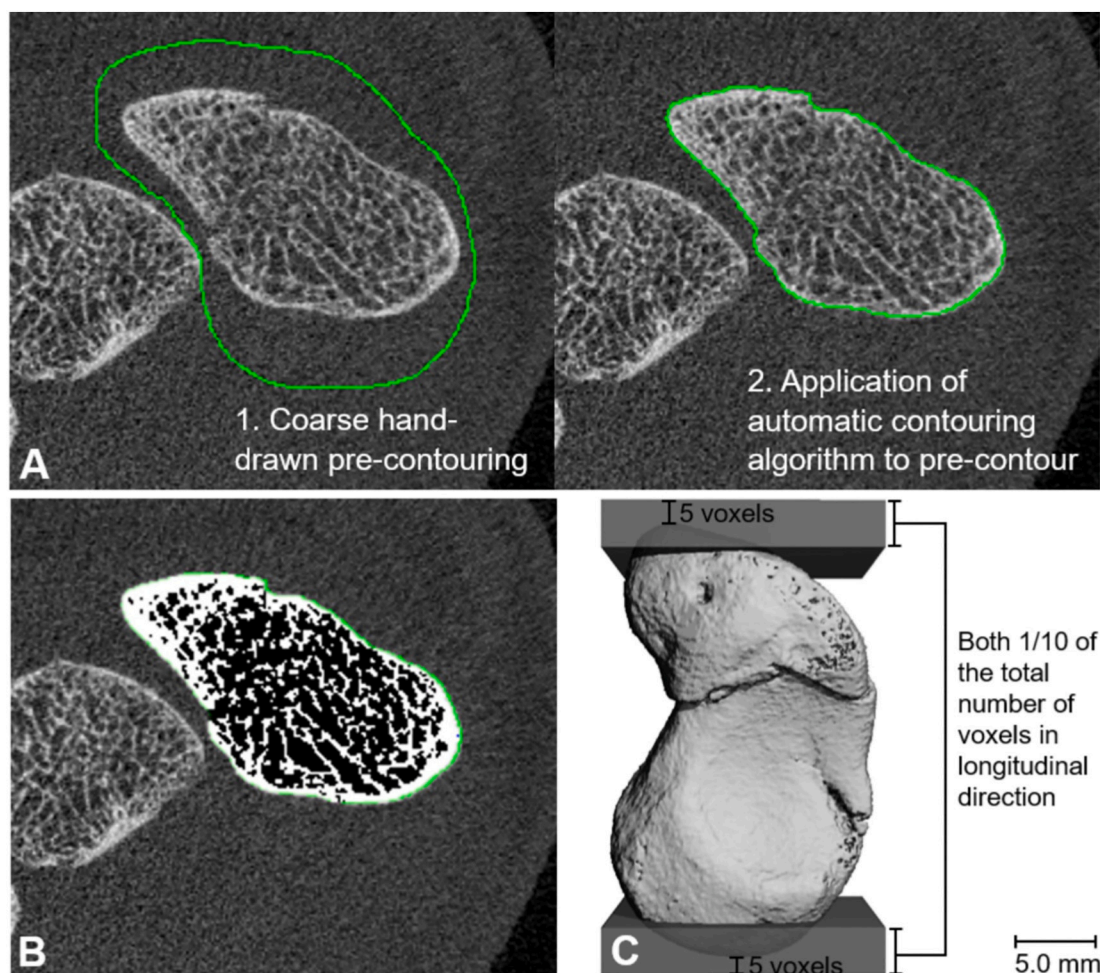 1. Coarse hand-
drawn pre-contouring
A
2. Application of
automatic contouring
algorithm to pre-contour
B
5 voxels
Both 1/10 of
the total
number of
voxels in
longitudinal
direction
C
5 voxels
5.0 mm